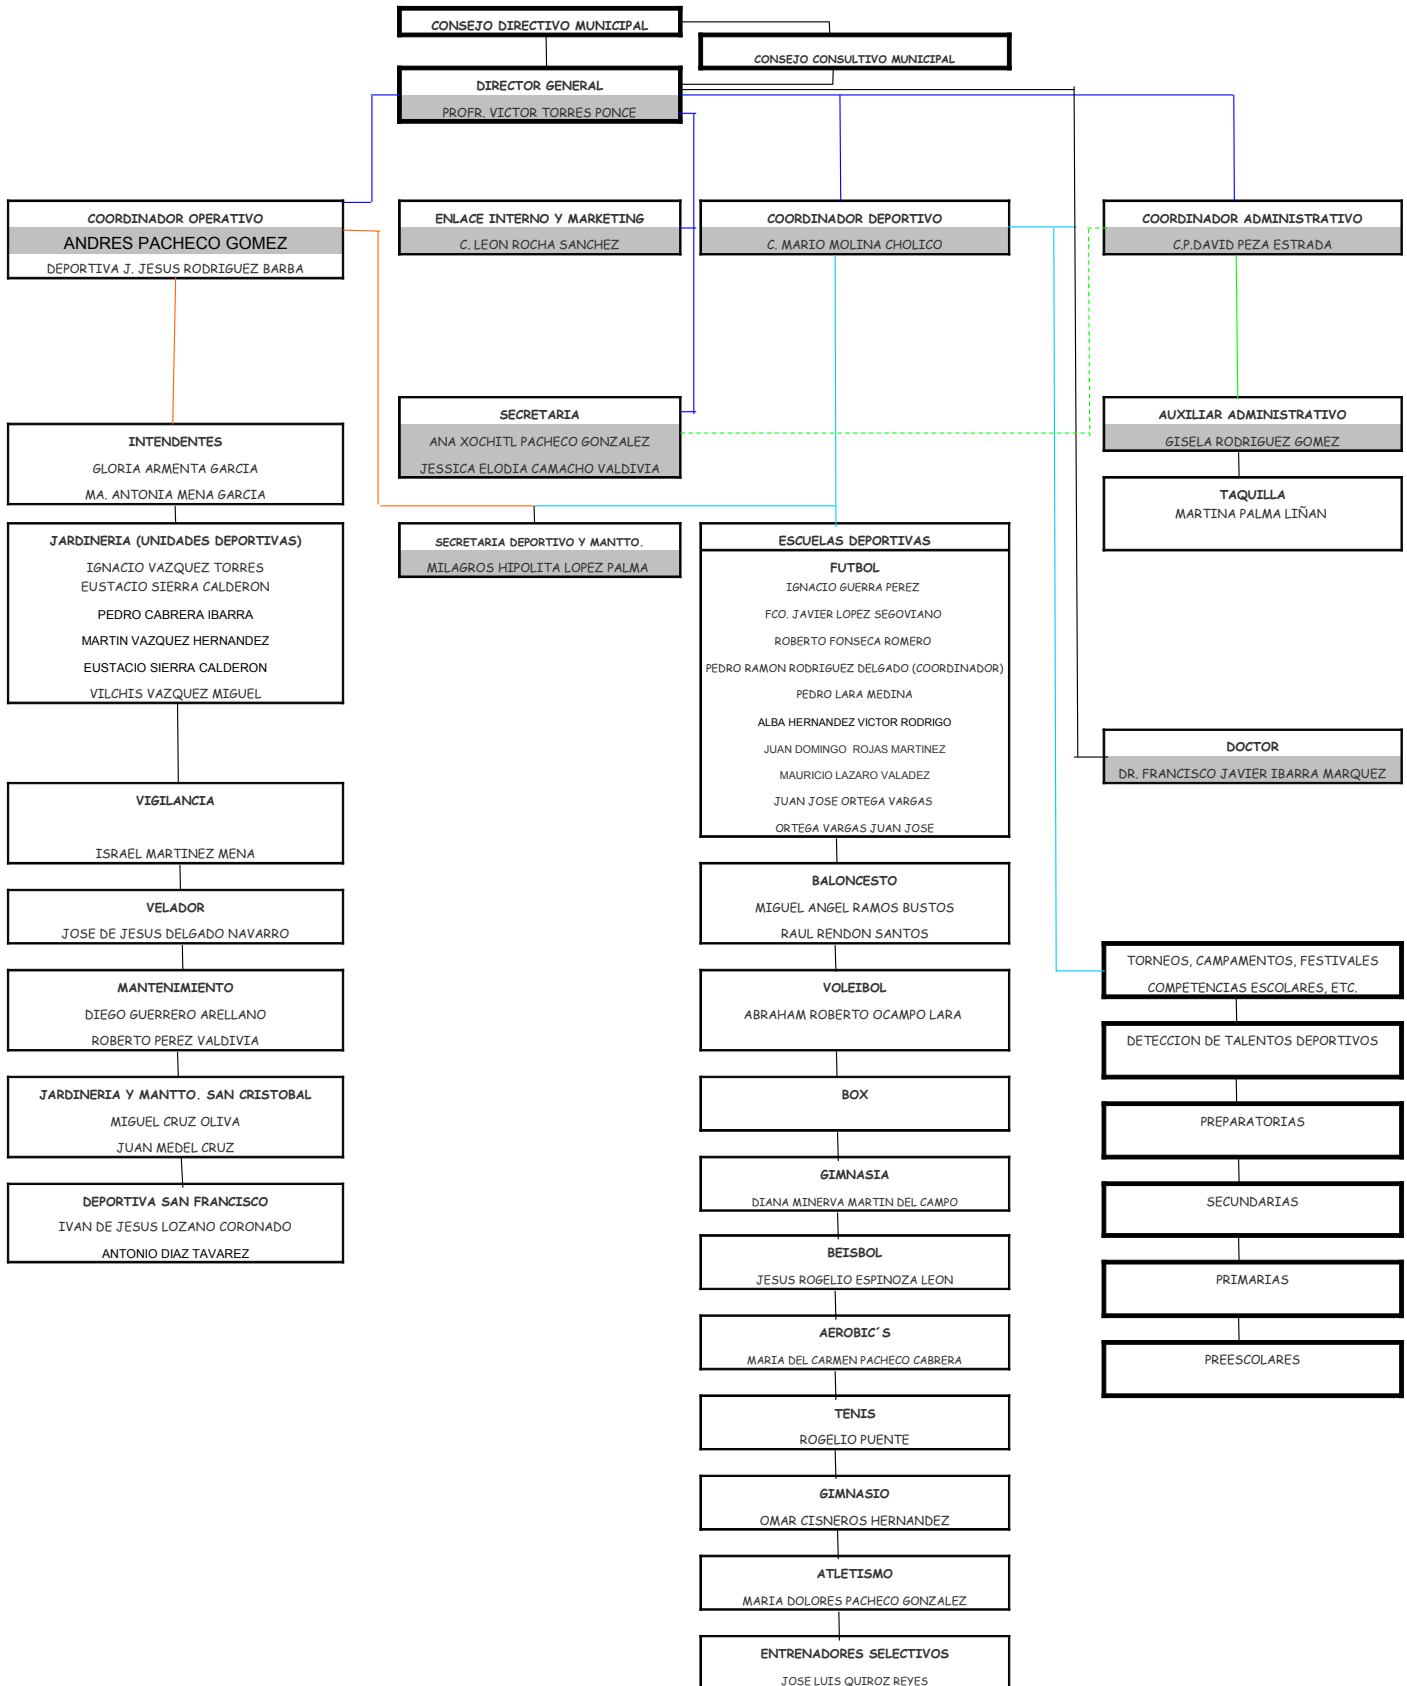 CONSEJO DIRECTIVO MUNICIPAL
CONSEJO CONSULTIVO MUNICIPAL
DIRECTOR GENERAL
PROFR. VICTOR TORRES PONCE
COORDINADOR OPERATIVO
ANDRES PACHECO GOMEZ
DEPORTIVA J. JESUS RODRIGUEZ BARBA
ENLACE INTERNO Y MARKETING
C. LEON ROCHA SANCHEZ
COORDINADOR DEPORTIVO
C. MARIO MOLINA CHOLICO
COORDINADOR ADMINISTRATIVO
C.P.DAVID PEZA ESTRADA
INTENDENTES
GLORIA ARMENTA GARCIA
MA. ANTONIA MENA GARCIA
SECRETARIA
ANA XOCHITL PACHECO GONZALEZ
JESSICA ELODIA CAMACHO VALDIVIA
AUXILIAR ADMINISTRATIVO
GISELA RODRIGUEZ GOMEZ
TAQUILLA
MARTINA PALMA LIÑAN
JARDINERIA (UNIDADES DEPORTIVAS)
IGNACIO VAZQUEZ TORRES
EUSTACIO SIERRA CALDERON
PEDRO CABRERA IBARRA
MARTIN VAZQUEZ HERNANDEZ
EUSTACIO SIERRA CALDERON
VILCHIS VAZQUEZ MIGUEL
SECRETARIA DEPORTIVO Y MANTTO.
MILAGROS HIPOLITA LOPEZ PALMA
ESCUELAS DEPORTIVAS
FUTBOL
IGNACIO GUERRA PEREZ
FCO. JAVIER LOPEZ SEGOVIANO
ROBERTO FONSECA ROMERO
PEDRO RAMON RODRIGUEZ DELGADO (COORDINADOR)
PEDRO LARA MEDINA
ALBA HERNANDEZ VICTOR RODRIGO
JUAN DOMINGO ROJAS MARTINEZ
MAURICIO LAZARO VALADEZ
JUAN JOSE ORTEGA VARGAS
ORTEGA VARGAS JUAN JOSE
DOCTOR
DR. FRANCISCO JAVIER IBARRA MARQUEZ
VIGILANCIA
ISRAEL MARTINEZ MENA
VELADOR
JOSE DE JESUS DELGADO NAVARRO
MANTENIMIENTO
DIEGO GUERRERO ARELLANO
ROBERTO PEREZ VALDIVIA
JARDINERIA Y MANTTO. SAN CRISTOBAL
MIGUEL CRUZ OLIVA
JUAN MEDEL CRUZ
DEPORTIVA SAN FRANCISCO
IVAN DE JESUS LOZANO CORONADO
ANTONIO DIAZ TAVAREZ
BALONCESTO
MIGUEL ANGEL RAMOS BUSTOS
RAUL RENDON SANTOS
VOLEIBOL
ABRAHAM ROBERTO OCAMPO LARA
BOX
GIMNASIA
DIANA MINERVA MARTIN DEL CAMPO
BEISBOL
JESUS ROGELIO ESPINOZA LEON
AEROBIC´S
MARIA DEL CARMEN PACHECO CABRERA
TENIS
ROGELIO PUENTE
GIMNASIO
OMAR CISNEROS HERNANDEZ
ATLETISMO
MARIA DOLORES PACHECO GONZALEZ
ENTRENADORES SELECTIVOS
JOSE LUIS QUIROZ REYES
TORNEOS, CAMPAMENTOS, FESTIVALES
COMPETENCIAS ESCOLARES, ETC.
DETECCION DE TALENTOS DEPORTIVOS
PREPARATORIAS
SECUNDARIAS
PRIMARIAS
PREESCOLARES